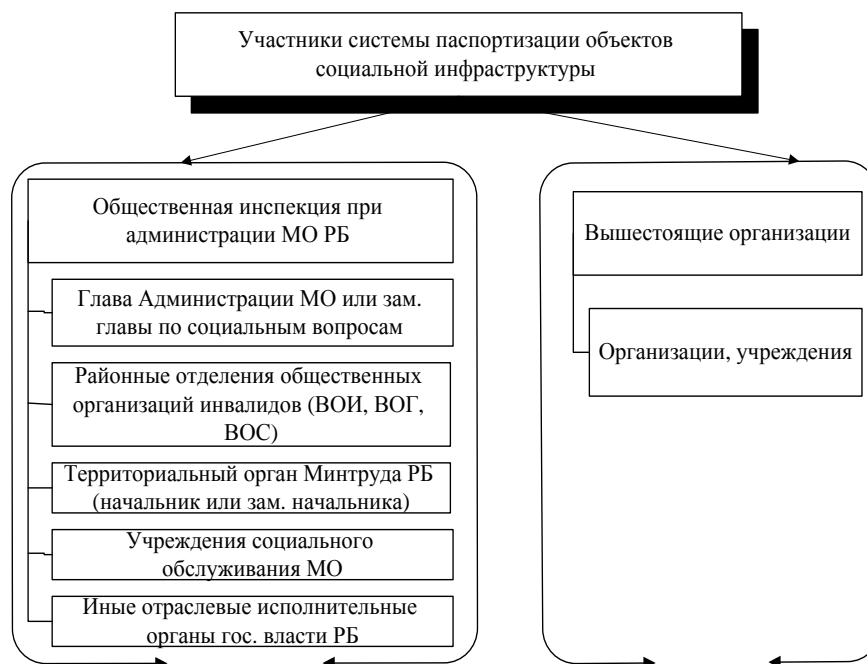 Участники системы паспортизации объектов
социальной инфраструктуры
Общественная инспекция при
администрации МО РБ
Глава Администрации МО или зам.
главы по социальным вопросам
Районные отделения общественных
организаций инвалидов (ВОИ, ВОГ,
ВОС)
Территориальный орган Минтруда РБ
(начальник или зам. начальника)
Учреждения социального
обслуживания МО
Иные отраслевые исполнительные
органы гос. власти РБ
Вышестоящие организации
Организации, учреждения